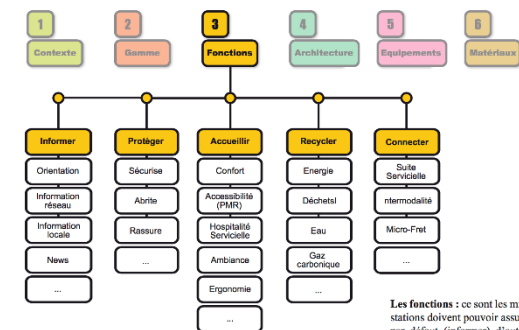 1 2 3 4 5 6
Contexte Gamme Fonctions Architecture Equipements Matériaux
Informer Protéger Accueillir Recycler Connecter
Orientation
Information
réseau
Information
locale
News
...
Sécurise
Abrite
Rassure
...
Confort
Accessibilité
(PMR)
Hospitalité
Servicielle
Ambiance
Ergonomie
...
Energie
Déchetsl
Eau
Gaz
carbonique
...
Suite
Servicielle
ntermodalité
Micro-Fret
...
Les fonctions : ce sont les m
stations doivent pouvoir assu